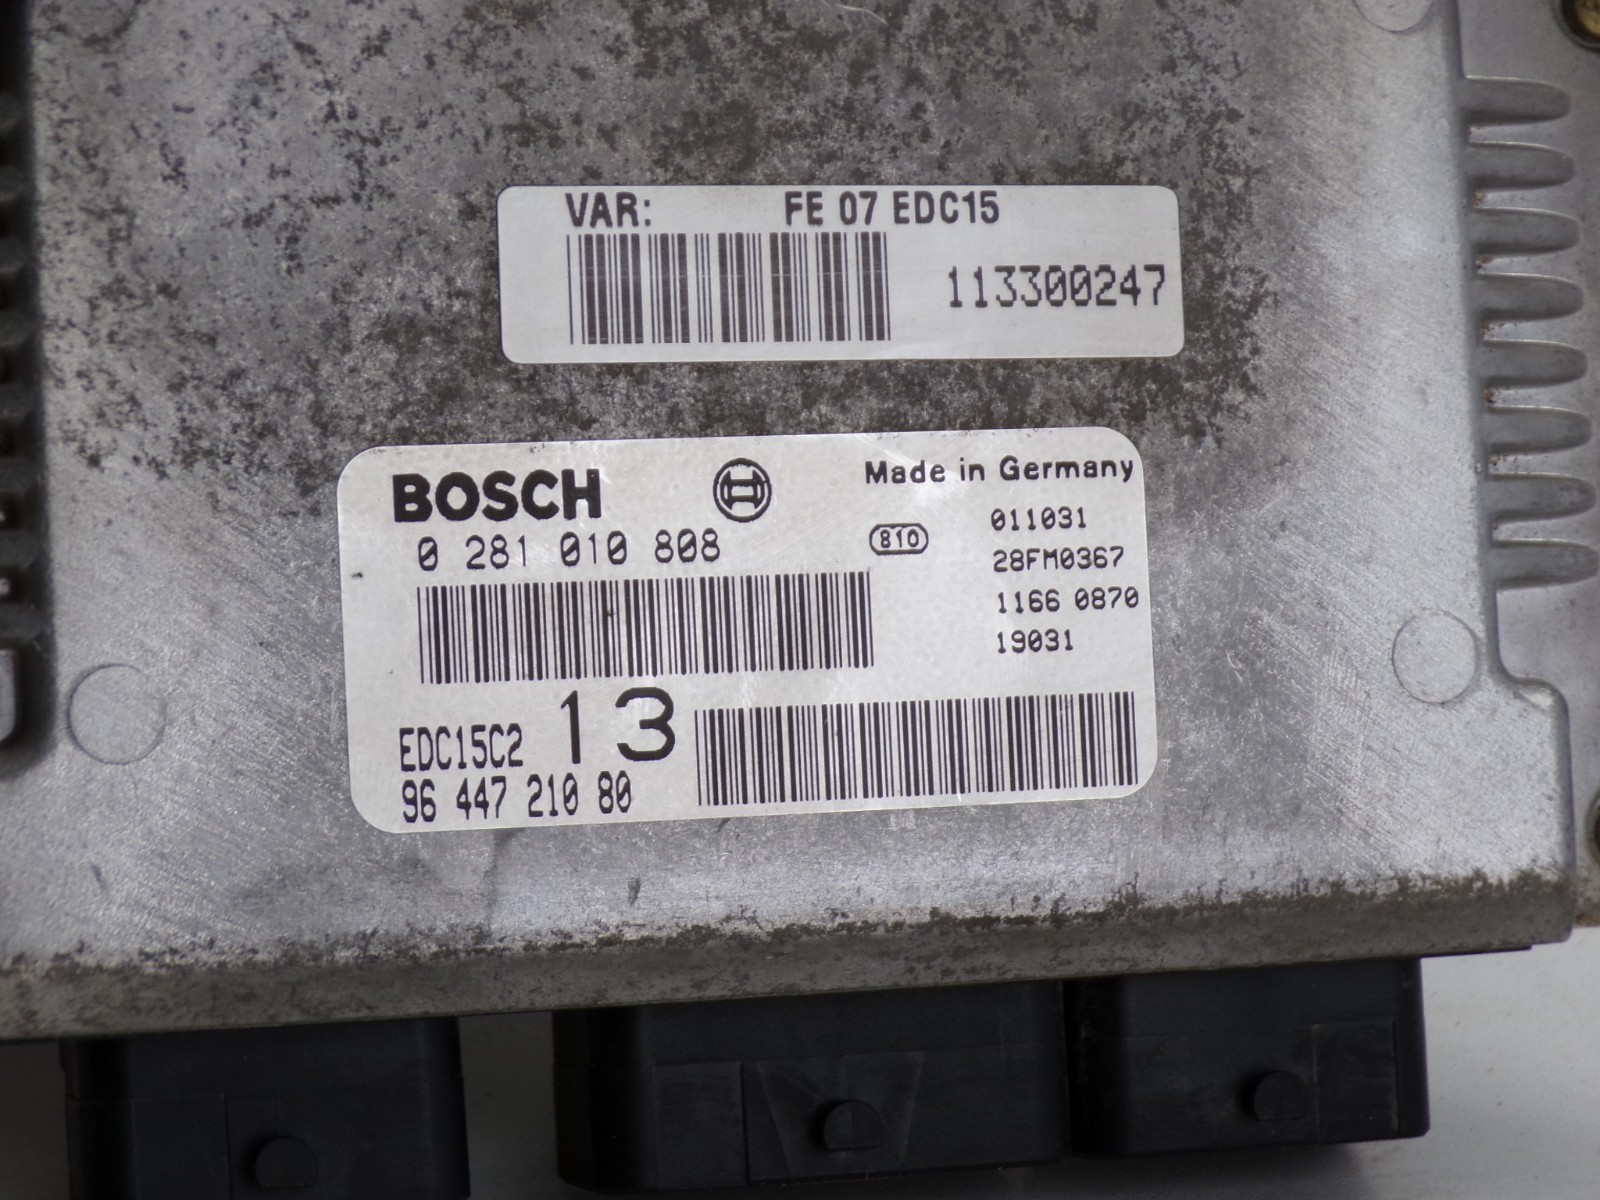 VAR: FE 07 EDC15
113300247
BOSCH
Made in Germany
0 281 010 808
810
011031
28FM0367
1166 0870
19031
13
EDC15C2
96 447 210 80